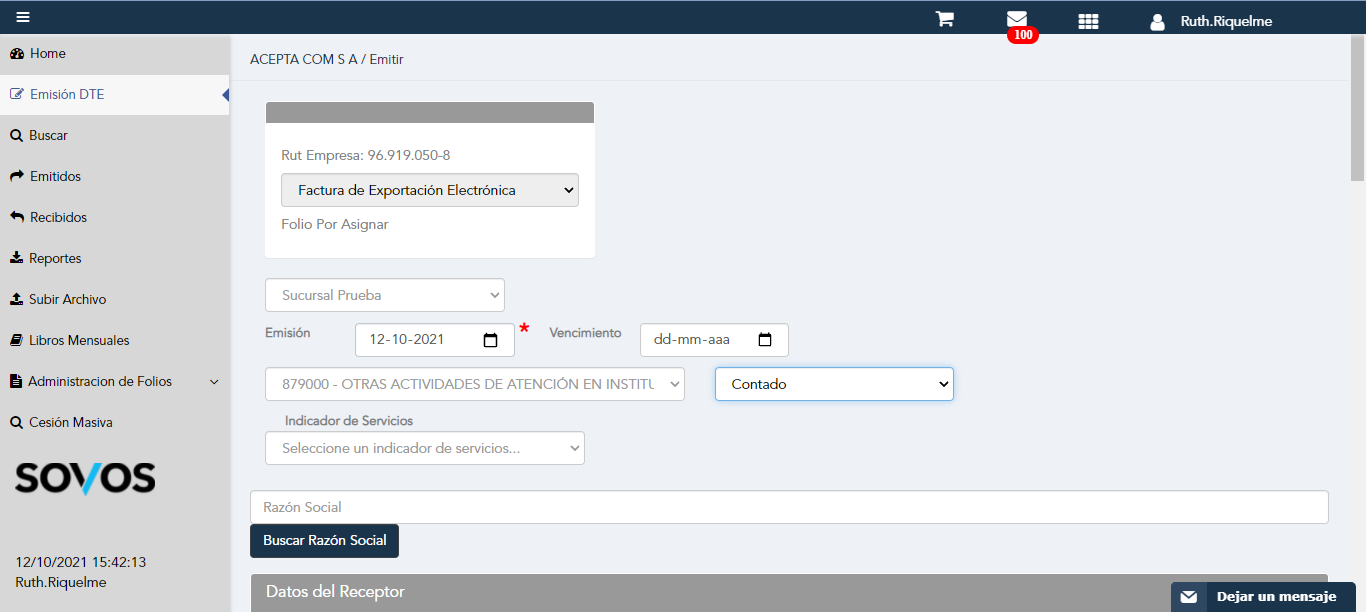 Ruth.Riquelme
100
Home
Emisión DTE
Buscar
Emitidos
Recibidos
Reportes
Subir Archivo
Libros Mensuales
Administracion de Folios
Cesión Masiva
SOVOS
12/10/2021 15:42:13
Ruth.Riquelme
ACEPTA COM S A / Emitir
Rut Empresa: 96.919.050-8
Factura de Exportación Electrónica
Folio Por Asignar
Sucursal Prueba
Emisión 12-10-2021 * Vencimiento dd-mm-aaa
879000 - OTRAS ACTIVIDADES DE ATENCIÓN EN INSTITU Contado
Indicador de Servicios
Seleccione un indicador de servicios...
Razón Social
Buscar Razón Social
Datos del Receptor
Dejar un mensaje